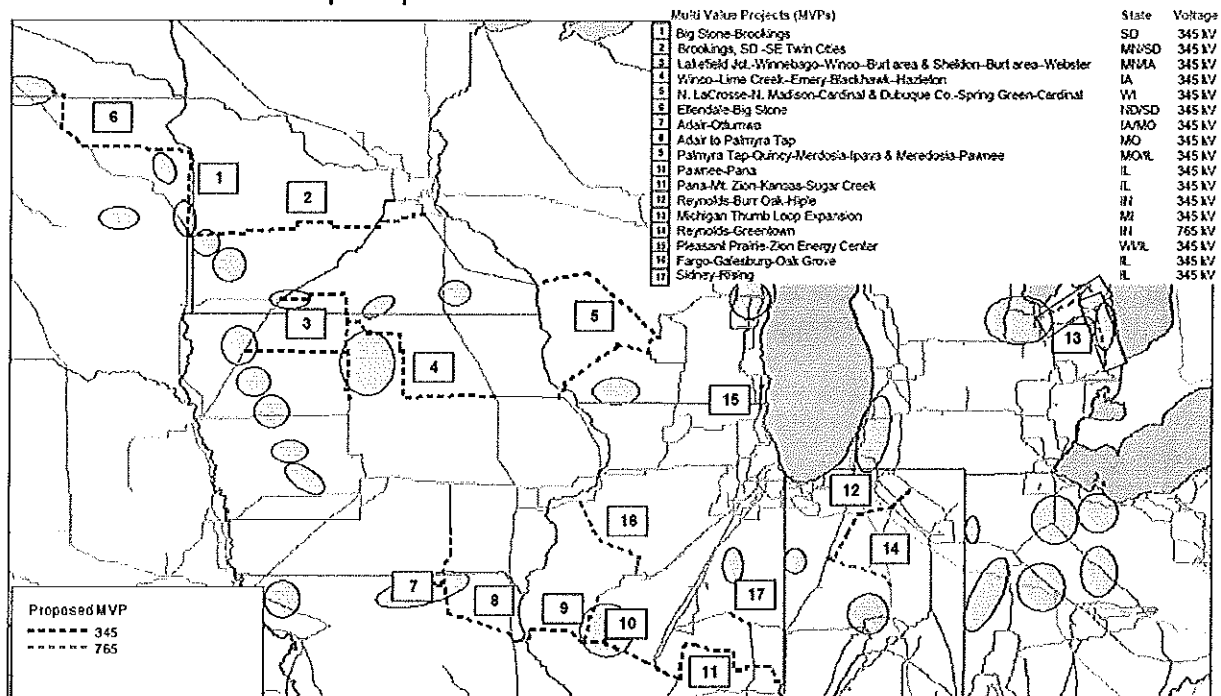 Multi Value Projects (MVPs) State Voltage
1 Big Stone-Brookings SD 345 kV
2 Brookings, SD -SE Twin Cities MN/SD 345 kV
3 Lakefield Jct.-Winnebago-Winco-Burt area & Sheldon-Burt area-Webster MN/IA 345 kV
4 Winco-Lime Creek-Emery-Blackhawk-Hazleton IA 345 kV
5 N. LaCrosse-N. Madison-Cardinal & Dubuque Co.-Spring Green-Cardinal WI 345 kV
6 Ellendale-Big Stone ND/SD 345 kV
7 Adair-Ottumwa IA/MO 345 kV
8 Adair to Palmyra Tap MO 345 kV
9 Palmyra Tap-Quincy-Merdosia-Ipava & Meredosia-Pawnee MO/IL 345 kV
10 Pawnee-Pana IL 345 kV
11 Pana-Mt. Zion-Kansas-Sugar Creek IL 345 kV
12 Reynolds-Burr Oak-Hiple IN 345 kV
13 Michigan Thumb Loop Expansion MI 345 kV
14 Reynolds-Greentown IN 765 kV
15 Pleasant Prairie-Zion Energy Center WI/IL 345 kV
16 Fargo-Galesburg-Oak Grove IL 345 kV
17 Sidney-Rising IL 345 kV
6
1
2
3
4
5
13
15
12
16
14
7
8
9
10
17
11
Proposed MVP
345
765